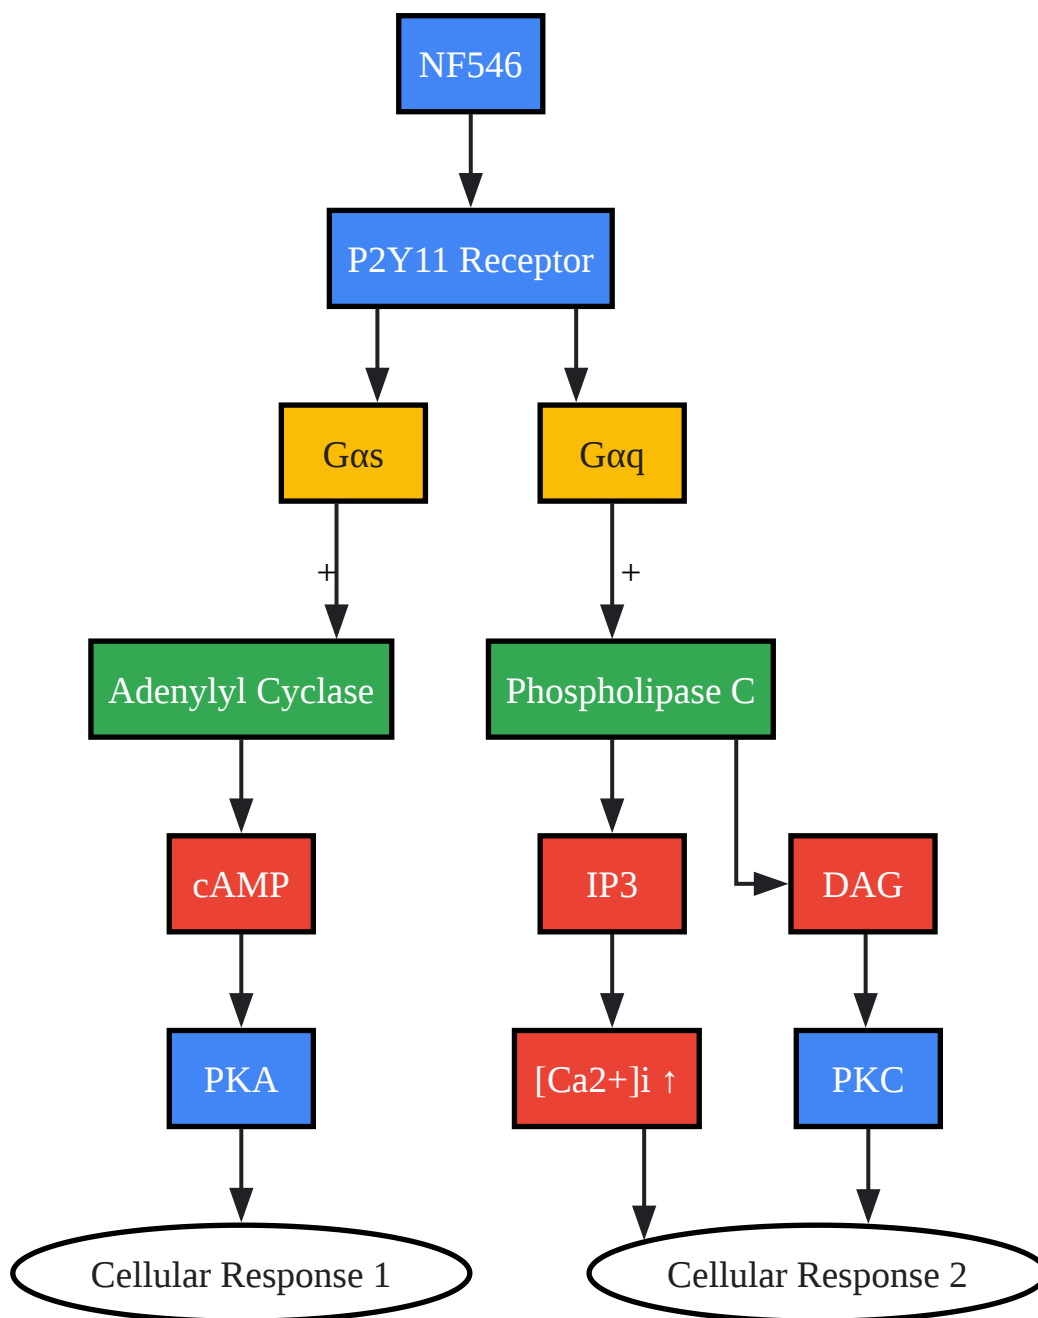 NF546
P2Y11 Receptor
Gαs
Gαq
+
+
Adenylyl Cyclase
Phospholipase C
cAMP
IP3
DAG
PKA
[Ca2+]i ↑
PKC
Cellular Response 1
Cellular Response 2